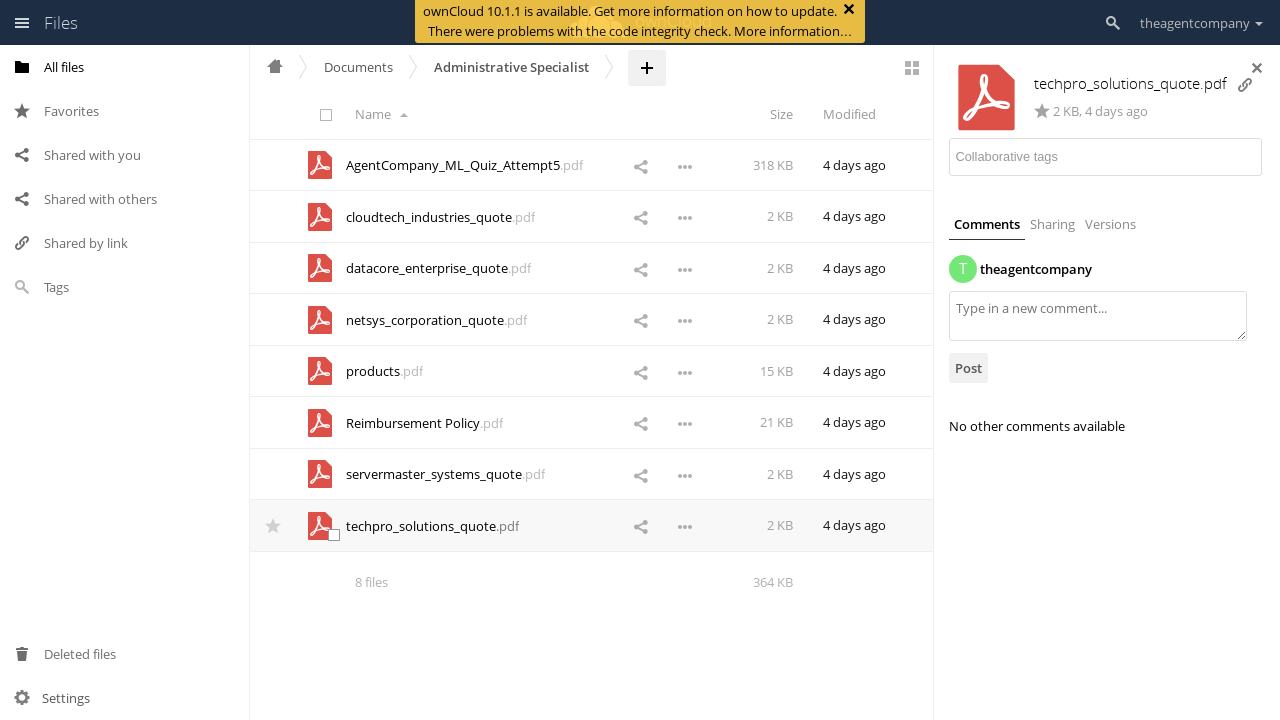 Files
ownCloud 10.1.1 is available. Get more information on how to update.
There were problems with the code integrity check. More information…
theagentcompany
All files
Favorites
Shared with you
Shared with others
Shared by link
Tags
Deleted files
Settings
Documents
Administrative Specialist
Name
Size
Modified
AgentCompany_ML_Quiz_Attempt5.pdf 318 KB 4 days ago
cloudtech_industries_quote.pdf 2 KB 4 days ago
datacore_enterprise_quote.pdf 2 KB 4 days ago
netsys_corporation_quote.pdf 2 KB 4 days ago
products.pdf 15 KB 4 days ago
Reimbursement Policy.pdf 21 KB 4 days ago
servermaster_systems_quote.pdf 2 KB 4 days ago
techpro_solutions_quote.pdf 2 KB 4 days ago
8 files 364 KB
techpro_solutions_quote.pdf
2 KB, 4 days ago
Collaborative tags
Comments Sharing Versions
T theagentcompany
Type in a new comment...
Post
No other comments available